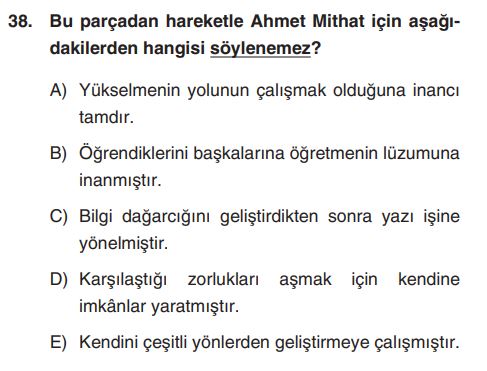 38. Bu parçadan hareketle Ahmet Mithat için aşağı-
dakilerden hangisi söylenemez?
A) Yükselmenin yolunun çalışmak olduğuna inancı
tamdır.
B) Öğrendiklerini başkalarına öğretmenin lüzumuna
inanmıştır.
C) Bilgi dağarcığını geliştirdikten sonra yazı işine
yönelmiştir.
D) Karşılaştığı zorlukları aşmak için kendine
imkânlar yaratmıştır.
E) Kendini çeşitli yönlerden geliştirmeye çalışmıştır.